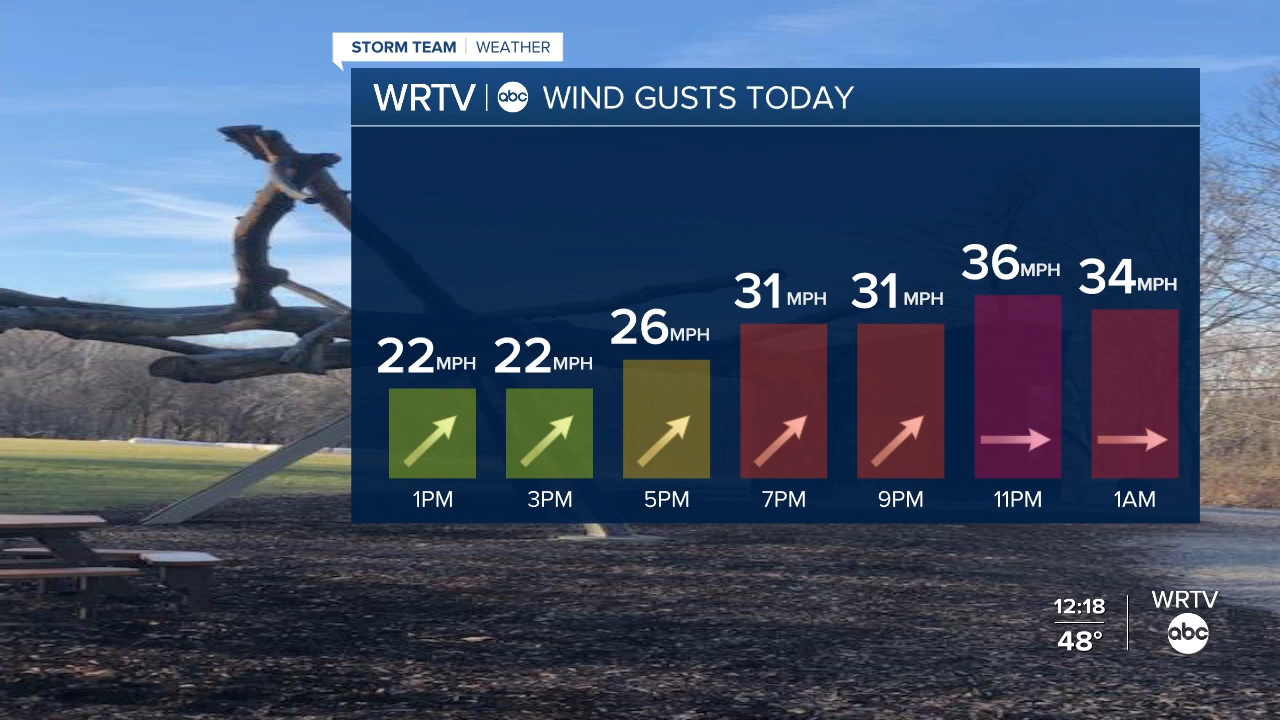 STORM TEAM | WEATHER
WRTV | abc WIND GUSTS TODAY
22MPH 22MPH 26MPH 31MPH 31MPH 36MPH 34MPH
1PM 3PM 5PM 7PM 9PM 11PM 1AM
12:18
48°
WRTV
abc